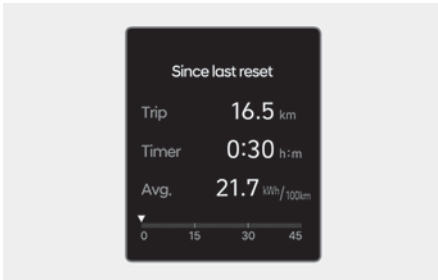 Since last reset
Trip 16.5 km
Timer 0:30 h:m
Avg. 21.7 kWh/100km
0 15 30 45